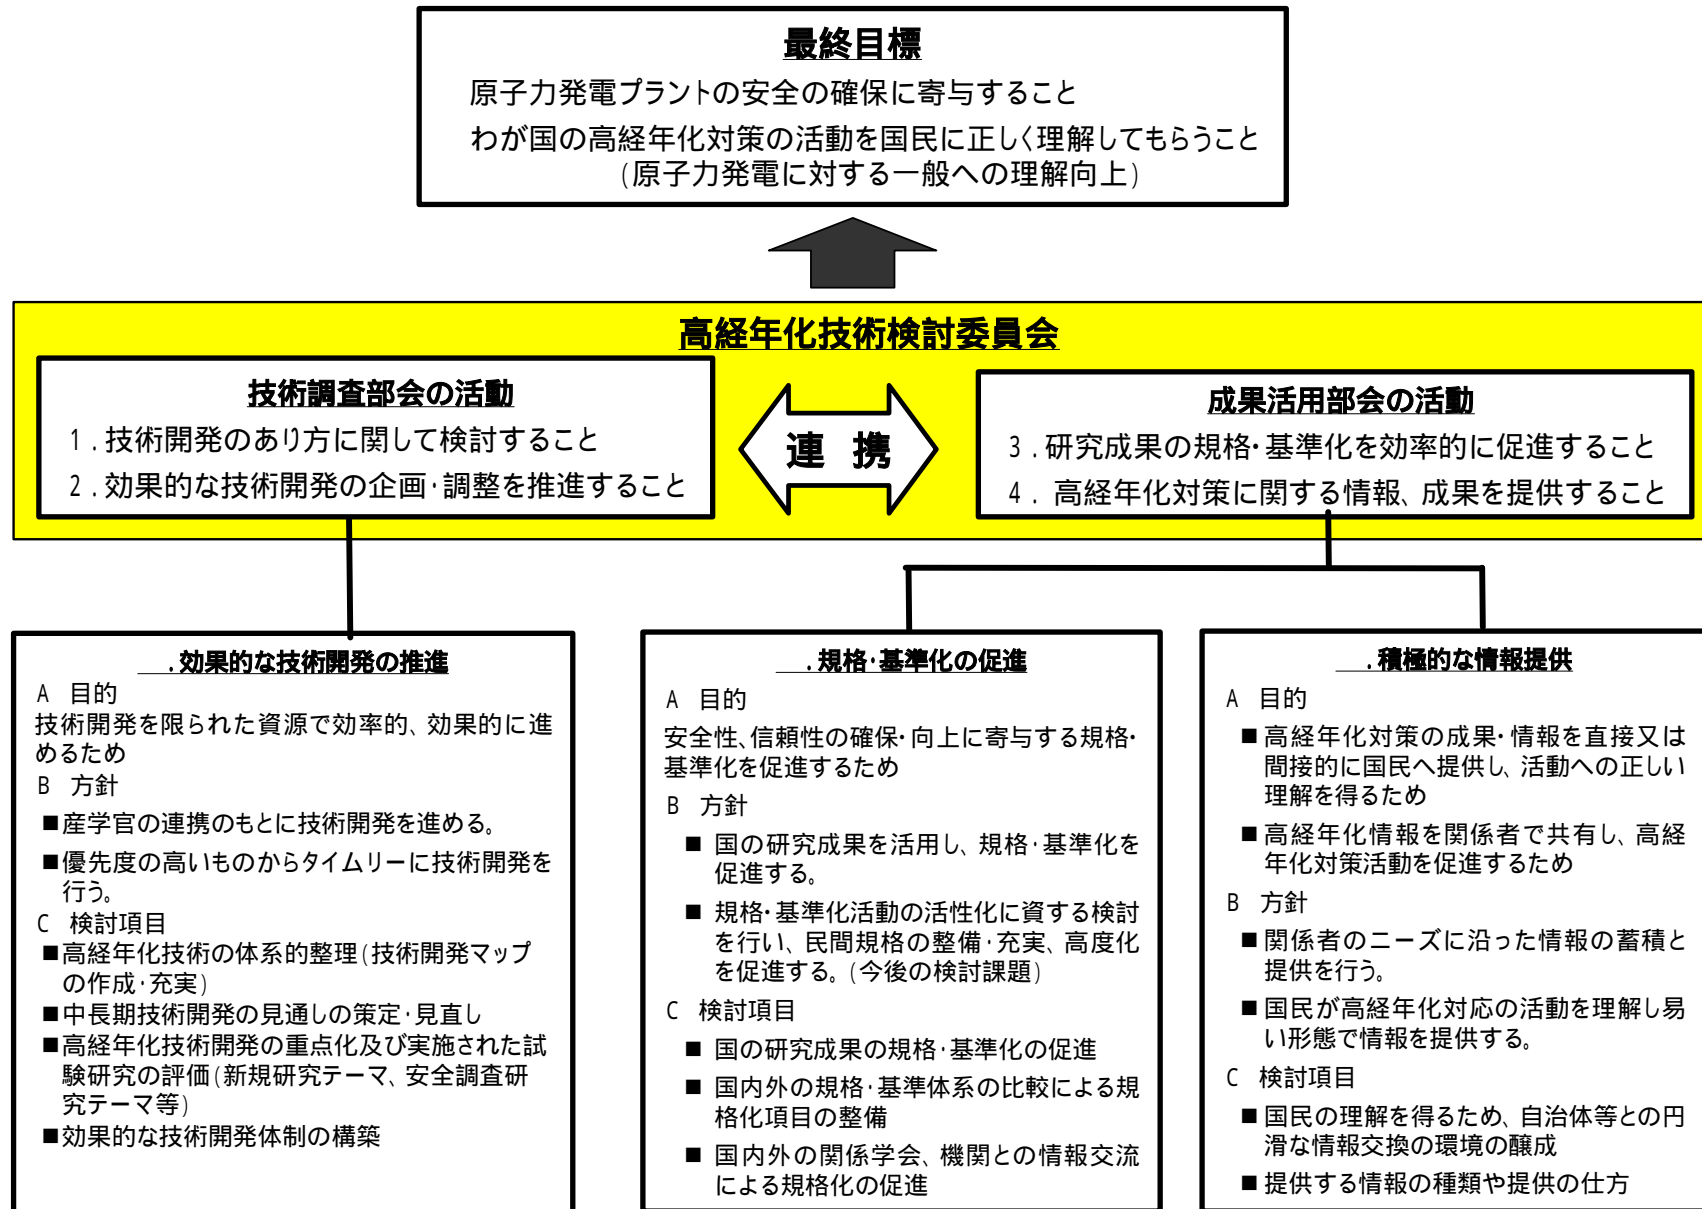 最終目標
原子力発電プラントの安全の確保に寄与すること
わが国の高経年化対策の活動を国民に正しく理解してもらうこと
(原子力発電に対する一般への理解向上)
高経年化技術検討委員会
技術調査部会の活動
1．技術開発のあり方に関して検討すること
2．効果的な技術開発の企画・調整を推進すること
連 携
成果活用部会の活動
3．研究成果の規格・基準化を効率的に促進すること
4．高経年化対策に関する情報、成果を提供すること
．効果的な技術開発の推進
A 目的
技術開発を限られた資源で効率的、効果的に進
めるため
B 方針
■産学官の連携のもとに技術開発を進める。
■優先度の高いものからタイムリーに技術開発を
行う。
C 検討項目
■高経年化技術の体系的整理(技術開発マップ
の作成・充実)
■中長期技術開発の見通しの策定・見直し
■高経年化技術開発の重点化及び実施された試
験研究の評価(新規研究テーマ、安全調査研
究テーマ等)
■効果的な技術開発体制の構築
．規格・基準化の促進
A 目的
安全性、信頼性の確保・向上に寄与する規格・
基準化を促進するため
B 方針
■ 国の研究成果を活用し、規格・基準化を
促進する。
■ 規格・基準化活動の活性化に資する検討
を行い、民間規格の整備・充実、高度化
を促進する。(今後の検討課題)
C 検討項目
■ 国の研究成果の規格・基準化の促進
■ 国内外の規格・基準体系の比較による規
格化項目の整備
■ 国内外の関係学会、機関との情報交流
による規格化の促進
．積極的な情報提供
A 目的
■高経年化対策の成果・情報を直接又は
間接的に国民へ提供し、活動への正しい
理解を得るため
■高経年化情報を関係者で共有し、高経
年化対策活動を促進するため
B 方針
■関係者のニーズに沿った情報の蓄積と
提供を行う。
■国民が高経年化対応の活動を理解し易
い形態で情報を提供する。
C 検討項目
■国民の理解を得るため、自治体等との円
滑な情報交換の環境の醸成
■提供する情報の種類や提供の仕方